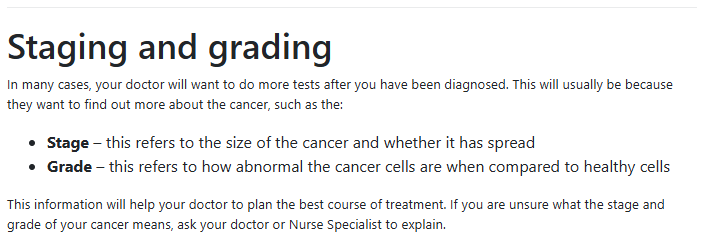 Staging and grading
In many cases, your doctor will want to do more tests after you have been diagnosed. This will usually be because
they want to find out more about the cancer, such as the:
• Stage – this refers to the size of the cancer and whether it has spread
• Grade – this refers to how abnormal the cancer cells are when compared to healthy cells
This information will help your doctor to plan the best course of treatment. If you are unsure what the stage and
grade of your cancer means, ask your doctor or Nurse Specialist to explain.